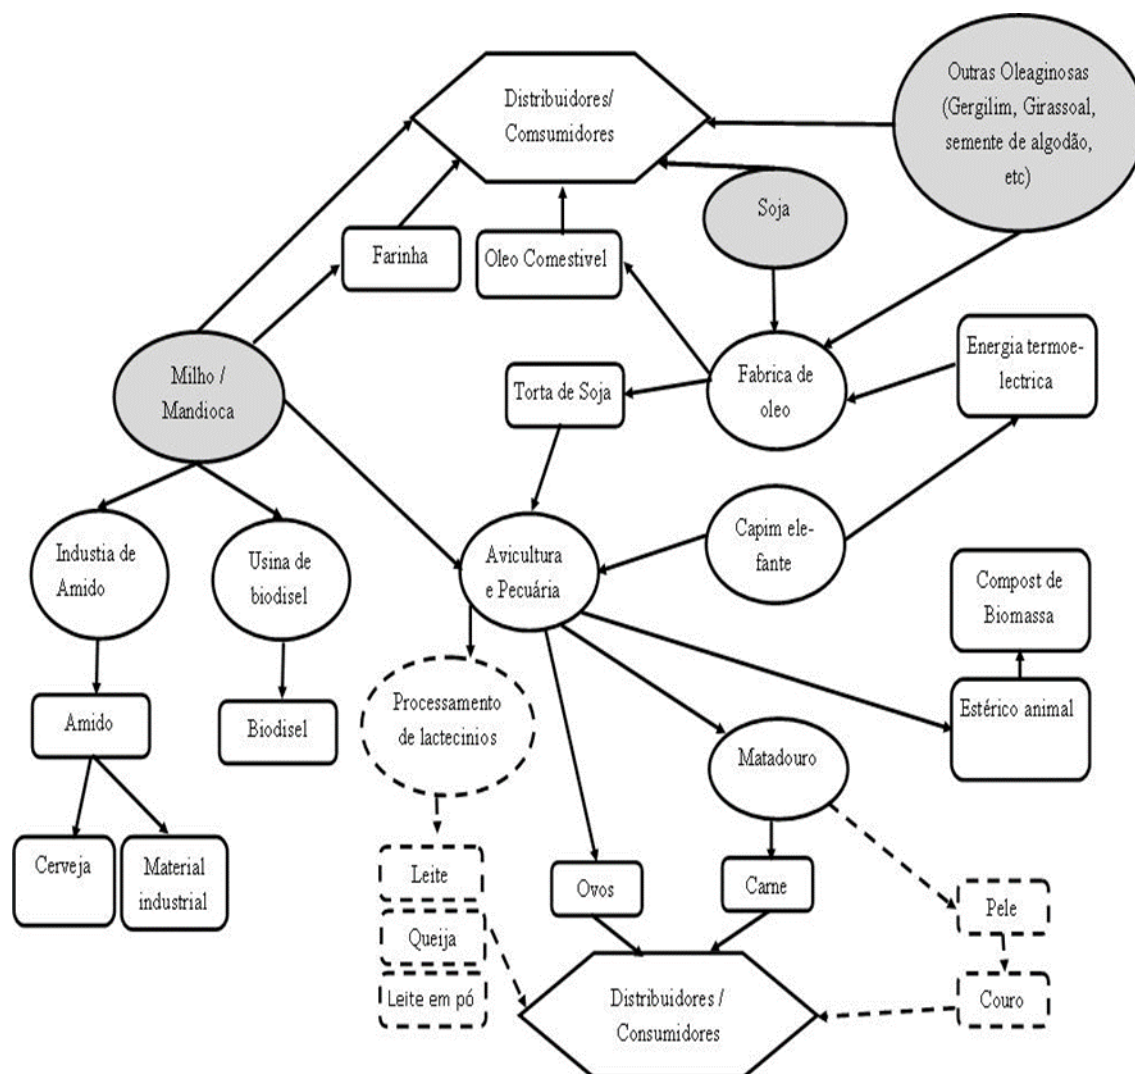 Distribuidores/
Comsumidores
Outras Oleaginosas
(Gergilim, Girassoal,
semente de algodão,
etc)
Soja
Farinha
Oleo Comestivel
Milho /
Mandioca
Torta de Soja
Fabrica de
oleo
Energia termoe-
lectrica
Industia de
Amido
Usina de
biodisel
Avicultura
e Pecuária
Capim ele-
fante
Compost de
Biomassa
Amido
Biodisel
Processamento
de lactecinios
Matadouro
Estérico animal
Cerveja
Material
industrial
Leite
Queija
Leite em pó
Ovos
Carne
Pele
Couro
Distribuidores /
Consumidores